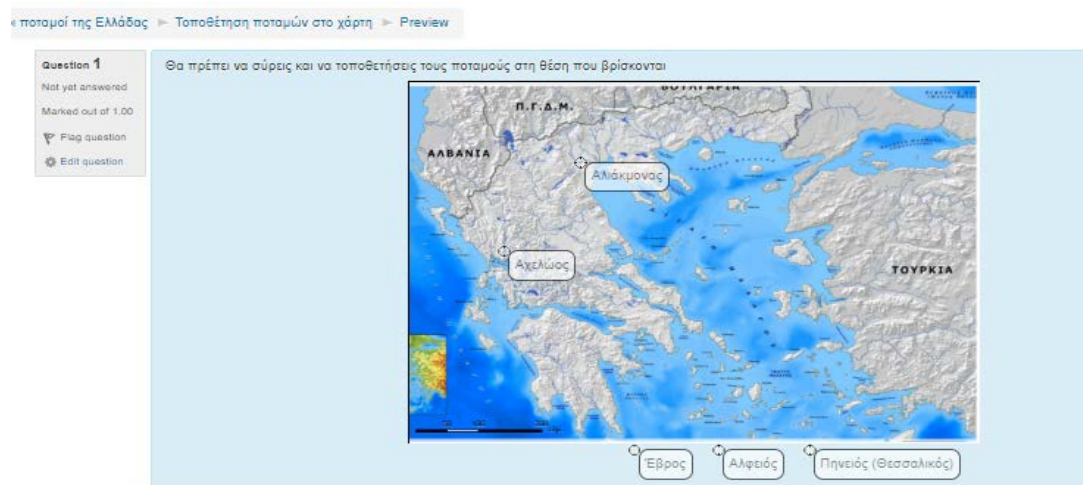 ποταμοί της Ελλάδας ► Τοποθέτηση ποταμών στο χάρτη ► Preview
Question 1
Not yet answered
Marked out of 1.00
Flag question
Edit question
Θα πρέπει να σύρεις και να τοποθετήσεις τους ποταμούς στη θέση που βρίσκονται
ΒΟΥΛΓΑΡΙΑ
Π.Γ.Δ.Μ.
ΑΛΒΑΝΙΑ
Αλιάκμονας
Αχελώος
ΤΟΥΡΚΙΑ
Έβρος
Αλφειός
Πηνειός (Θεσσαλικός)